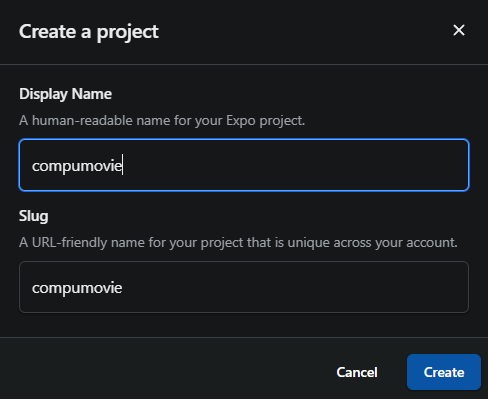 Create a project
Display Name
A human-readable name for your Expo project.
compumovie
Slug
A URL-friendly name for your project that is unique across your account.
compumovie
Cancel
Create